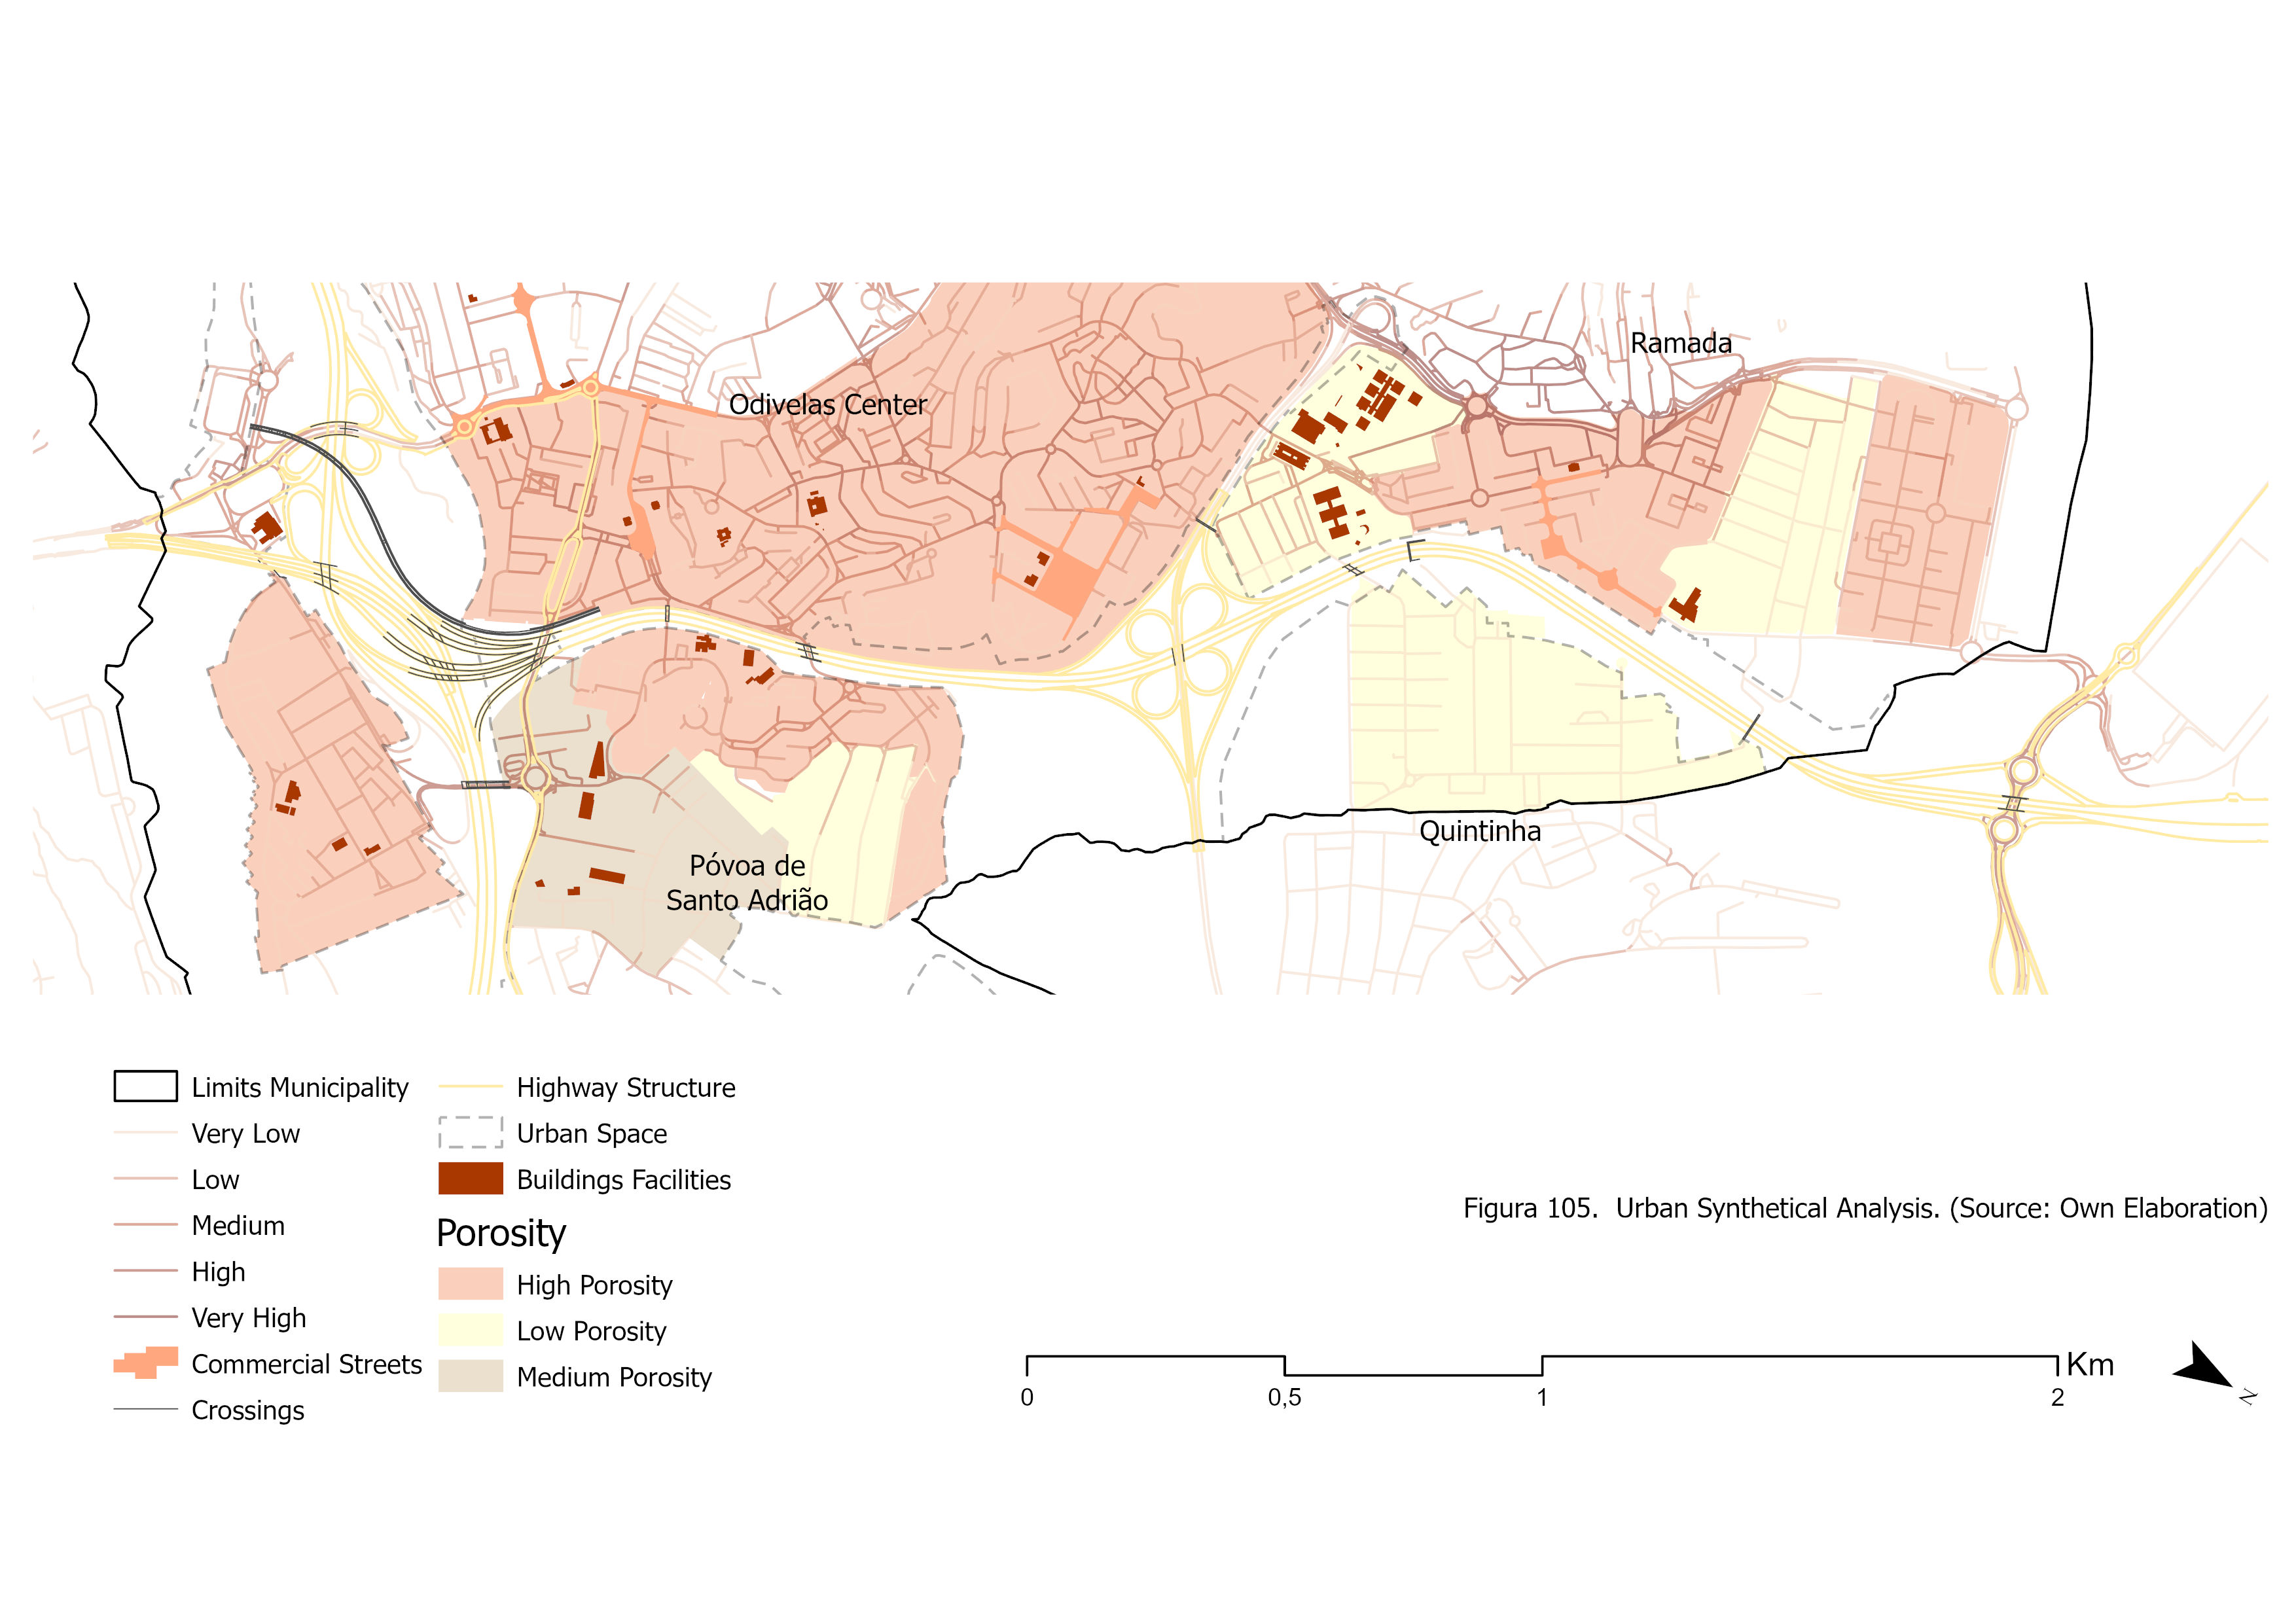 Ramada
Odivelas Center
Quintinha
Póvoa de
Santo Adrião
Limits Municipality
Very Low
Low
Medium
High
Very High
Commercial Streets
Crossings
Highway Structure
Urban Space
Buildings Facilities
Porosity
High Porosity
Low Porosity
Medium Porosity
Figura 105.  Urban Synthetical Analysis. (Source: Own Elaboration)
Km
0 0,5 1 2
N